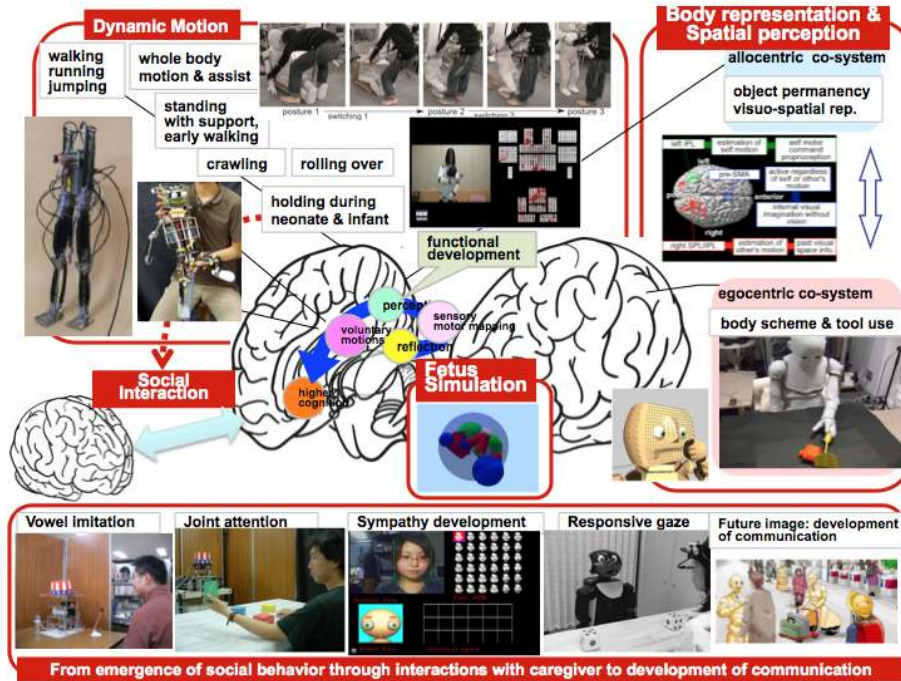 Dynamic Motion
walking
running
jumping
whole body
motion & assist
standing
with support,
early walking
crawling
rolling over
holding during
neonate & infant
posture 1
switching 1
posture 2
posture 3
Body representation &
Spatial perception
allocentric co-system
object permanency
visuo-spatial rep.
left IPL
estimation of
self motion
self motor
command
proprioception
left
pre-SMA
active regardless
of self or other's
motion
anterior
internal visual
imagination without
vision
right
right SPL/IPL
estimation of
other's motion
past visual
space info.
egocentric co-system
body scheme & tool use
functional
development
sensory
motor mapping
voluntary
motions
reflection
Fetus
Simulation
Social
Interaction
Vowel imitation
Joint attention
Sympathy development
Responsive gaze
Future image: development
of communication
From emergence of social behavior through interactions with caregiver to development of communication